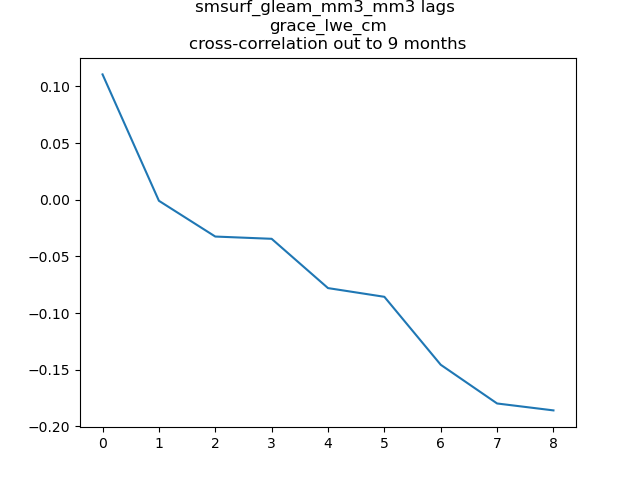 smsurf_gleam_mm3_mm3 lags
grace_lwe_cm
cross-correlation out to 9 months
0.10
0.05
0.00
−0.05
−0.10
−0.15
−0.20
0 1 2 3 4 5 6 7 8